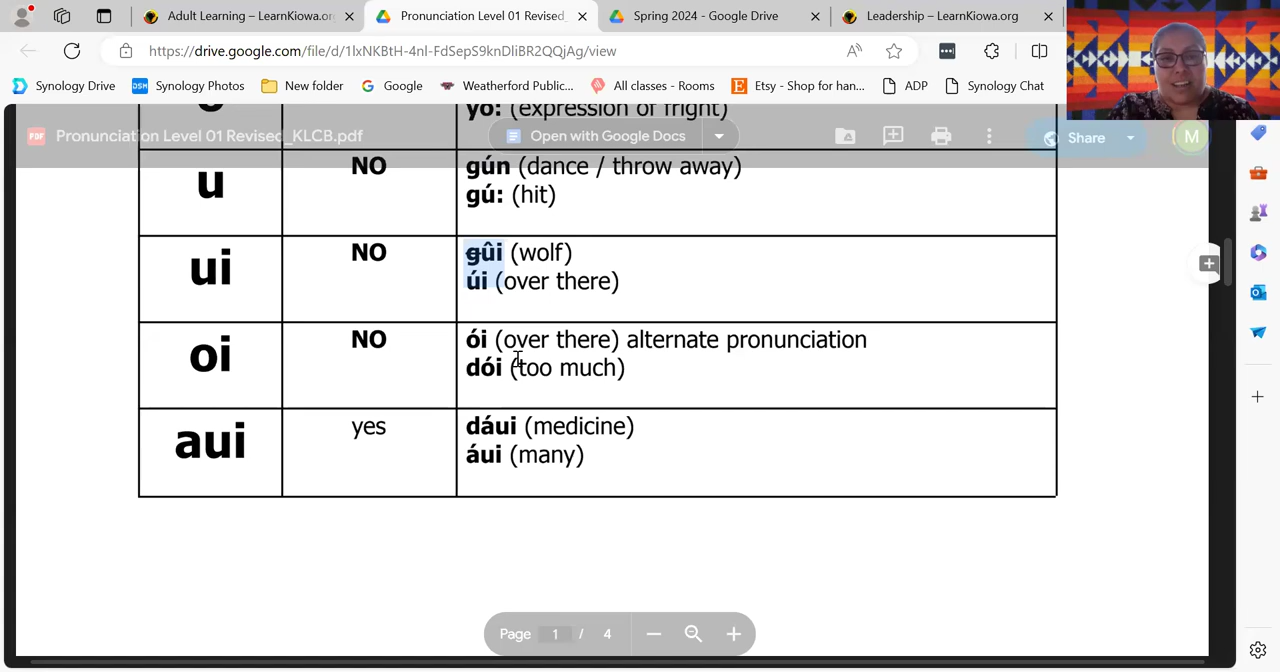 Adult Learning – LearnKiowa.or
Pronunciation Level 01 Revised_
Spring 2024 - Google Drive
Leadership – LearnKiowa.org
https://drive.google.com/file/d/1lxNKBtH-4nI-FdSepS9knDliBR2QQjAg/view
Synology Drive
DSM Synology Photos
New folder
Google
Weatherford Public...
All classes - Rooms
Etsy - Shop for han...
ADP
Synology Chat
yó: (expression of fright)
PDF Pronunciation Level 01 Revised_KLCB.pdf
Open with Google Docs
Share
M
u
NO
gún (dance / throw away)
gú: (hit)
ui
NO
gûi (wolf)
úi (over there)
oi
NO
ói (over there) alternate pronunciation
dói (too much)
aui
yes
dáui (medicine)
áui (many)
Page 1 / 4